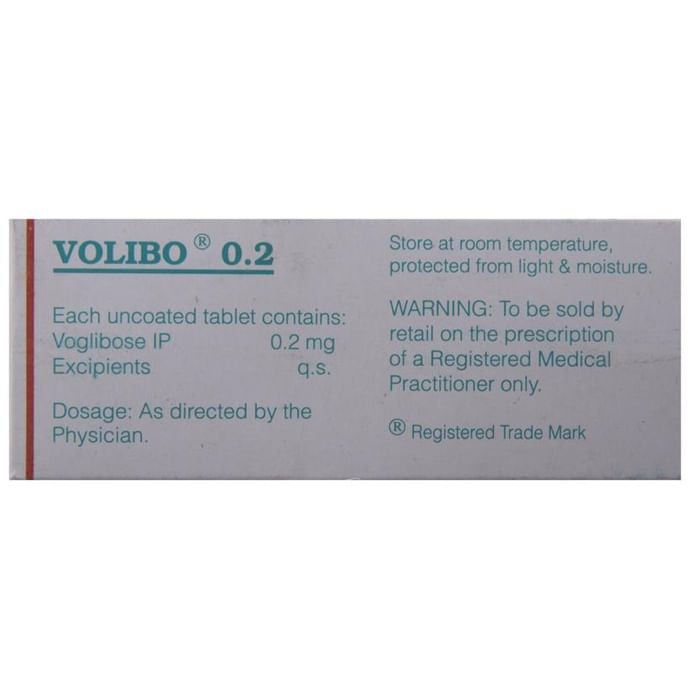 VOLIBO ® 0.2
Each uncoated tablet contains:
Voglibose IP 0.2 mg
Excipients q.s.
Dosage: As directed by the
Physician.
Store at room temperature,
protected from light & moisture.
WARNING: To be sold by
retail on the prescription
of a Registered Medical
Practitioner only.
® Registered Trade Mark